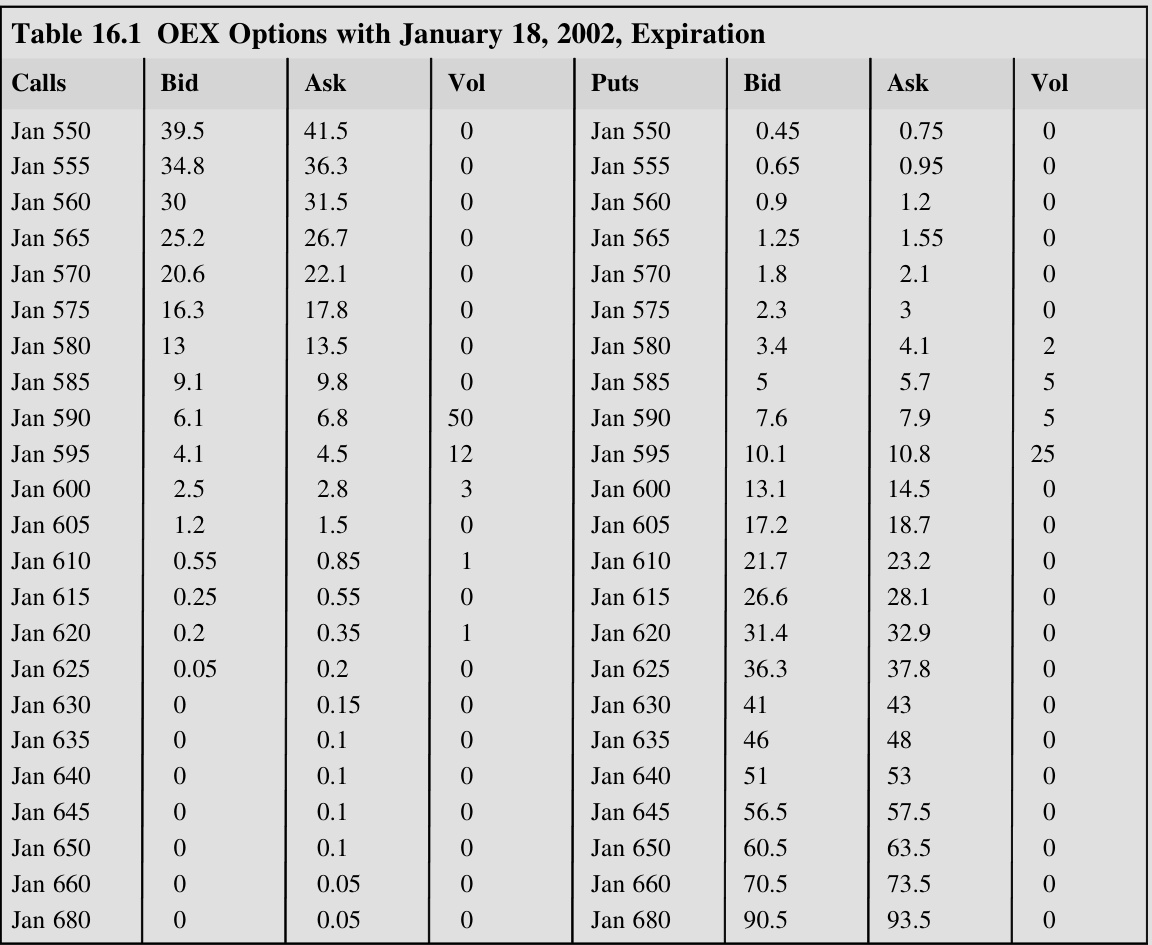 Table 16.1 OEX Options with January 18, 2002, Expiration
Calls Bid Ask Vol Puts Bid Ask Vol
Jan 550 39.5 41.5 0 Jan 550 0.45 0.75 0
Jan 555 34.8 36.3 0 Jan 555 0.65 0.95 0
Jan 560 30 31.5 0 Jan 560 0.9 1.2 0
Jan 565 25.2 26.7 0 Jan 565 1.25 1.55 0
Jan 570 20.6 22.1 0 Jan 570 1.8 2.1 0
Jan 575 16.3 17.8 0 Jan 575 2.3 3 0
Jan 580 13 13.5 0 Jan 580 3.4 4.1 2
Jan 585 9.1 9.8 0 Jan 585 5 5.7 5
Jan 590 6.1 6.8 50 Jan 590 7.6 7.9 5
Jan 595 4.1 4.5 12 Jan 595 10.1 10.8 25
Jan 600 2.5 2.8 3 Jan 600 13.1 14.5 0
Jan 605 1.2 1.5 0 Jan 605 17.2 18.7 0
Jan 610 0.55 0.85 1 Jan 610 21.7 23.2 0
Jan 615 0.25 0.55 0 Jan 615 26.6 28.1 0
Jan 620 0.2 0.35 1 Jan 620 31.4 32.9 0
Jan 625 0.05 0.2 0 Jan 625 36.3 37.8 0
Jan 630 0 0.15 0 Jan 630 41 43 0
Jan 635 0 0.1 0 Jan 635 46 48 0
Jan 640 0 0.1 0 Jan 640 51 53 0
Jan 645 0 0.1 0 Jan 645 56.5 57.5 0
Jan 650 0 0.1 0 Jan 650 60.5 63.5 0
Jan 660 0 0.05 0 Jan 660 70.5 73.5 0
Jan 680 0 0.05 0 Jan 680 90.5 93.5 0